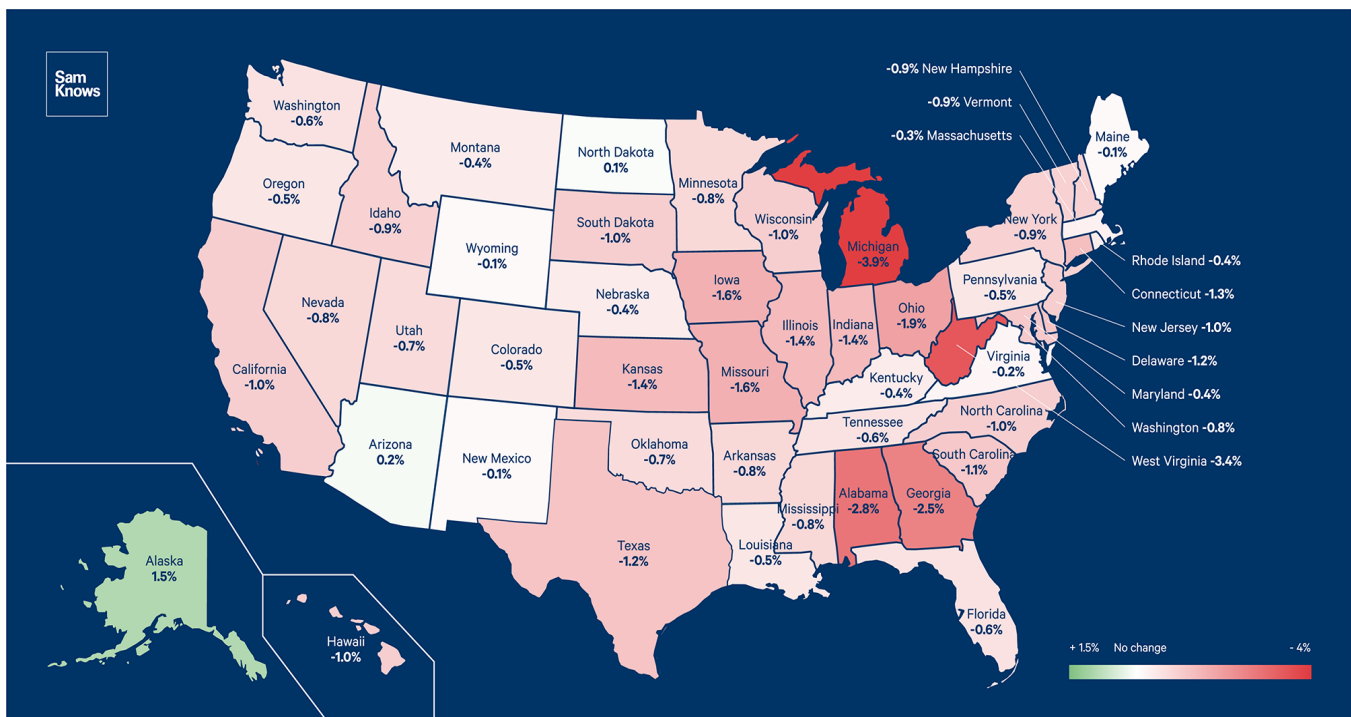 Sam
Knows
-0.9% New Hampshire
-0.9% Vermont
-0.3% Massachusetts
Washington
-0.6%
Montana
-0.4%
North Dakota
0.1%
Minnesota
-0.8%
Maine
-0.1%
Oregon
-0.5%
Idaho
-0.9%
Wyoming
-0.1%
South Dakota
-1.0%
Wisconsin
-1.0%
Michigan
-3.9%
New York
-0.9%
Rhode Island -0.4%
Connecticut -1.3%
New Jersey -1.0%
Delaware -1.2%
Maryland -0.4%
Washington -0.8%
West Virginia -3.4%
Nevada
-0.8%
Utah
-0.7%
Colorado
-0.5%
Nebraska
-0.4%
Iowa
-1.6%
Illinois
-1.4%
Indiana
-1.4%
Ohio
-1.9%
Pennsylvania
-0.5%
California
-1.0%
Kansas
-1.4%
Missouri
-1.6%
Kentucky
-0.4%
Virginia
-0.2%
Arizona
0.2%
New Mexico
-0.1%
Oklahoma
-0.7%
Arkansas
-0.8%
Tennessee
-0.6%
North Carolina
-1.0%
South Carolina
-1.1%
Mississippi
-0.8%
Alabama
-2.8%
Georgia
-2.5%
Texas
-1.2%
Louisiana
-0.5%
Florida
-0.6%
Alaska
1.5%
Hawaii
-1.0%
+ 1.5% No change - 4%